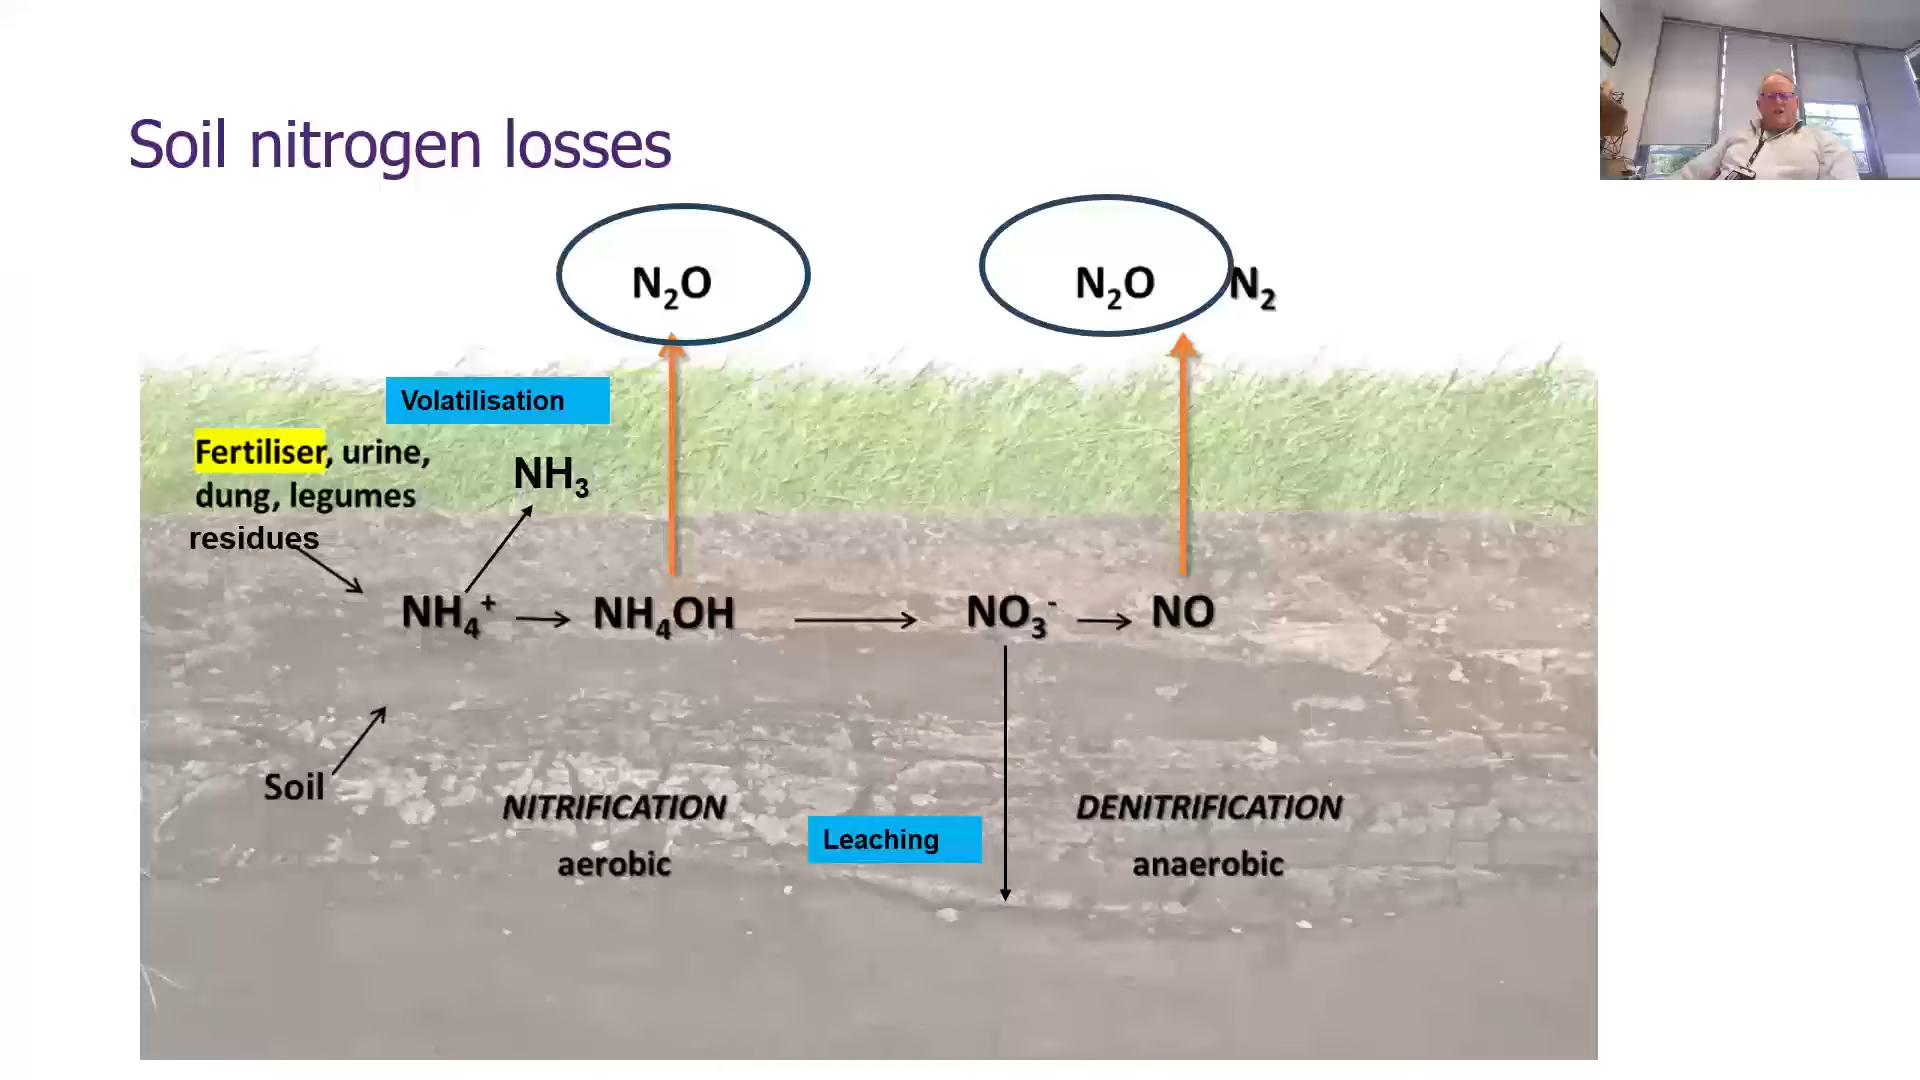 Soil nitrogen losses
N₂O
N₂O
N₂
Volatilisation
Fertiliser, urine,
dung, legumes
residues
NH₃
NH₄⁺
NH₄OH
NO₃⁻
NO
Soil
NITRIFICATION
aerobic
Leaching
DENITRIFICATION
anaerobic